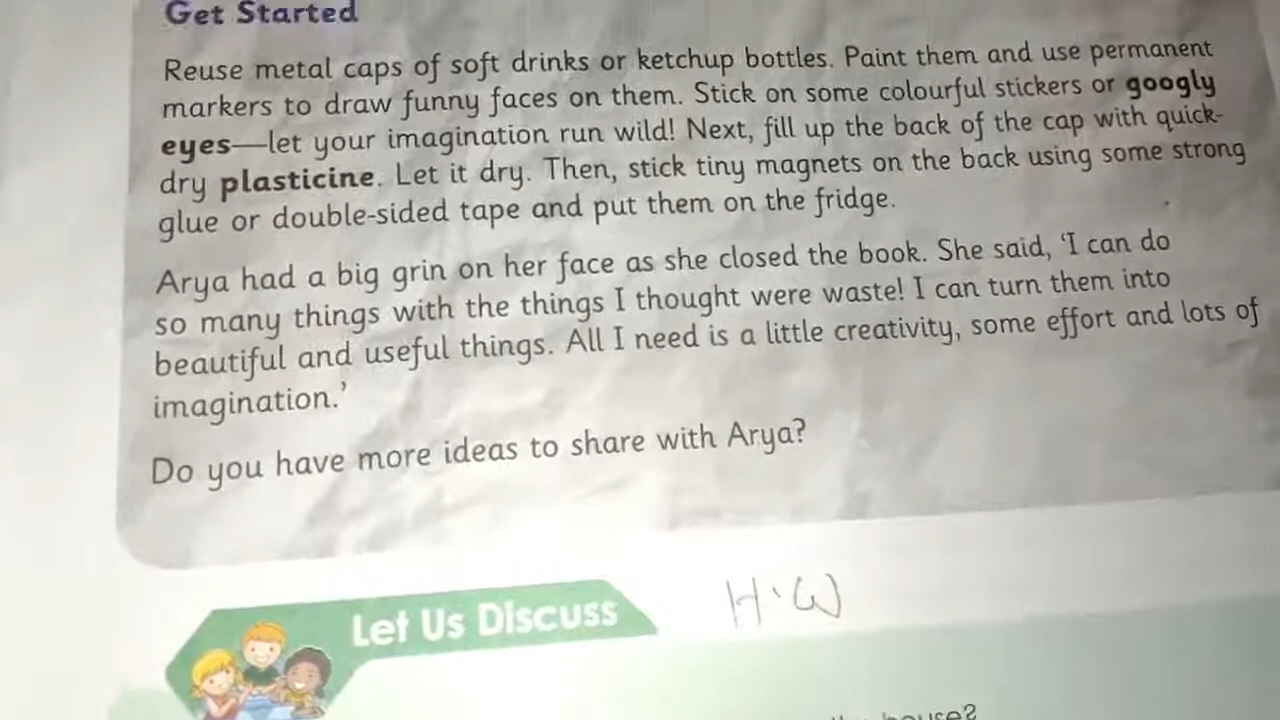 Get Started
Reuse metal caps of soft drinks or ketchup bottles. Paint them and use permanent
markers to draw funny faces on them. Stick on some colourful stickers or googly
eyes—let your imagination run wild! Next, fill up the back of the cap with quick-
dry plasticine. Let it dry. Then, stick tiny magnets on the back using some strong
glue or double-sided tape and put them on the fridge.
Arya had a big grin on her face as she closed the book. She said, ‘I can do
so many things with the things I thought were waste! I can turn them into
beautiful and useful things. All I need is a little creativity, some effort and lots of
imagination.’
Do you have more ideas to share with Arya?
H.W
Let Us Discuss
house?